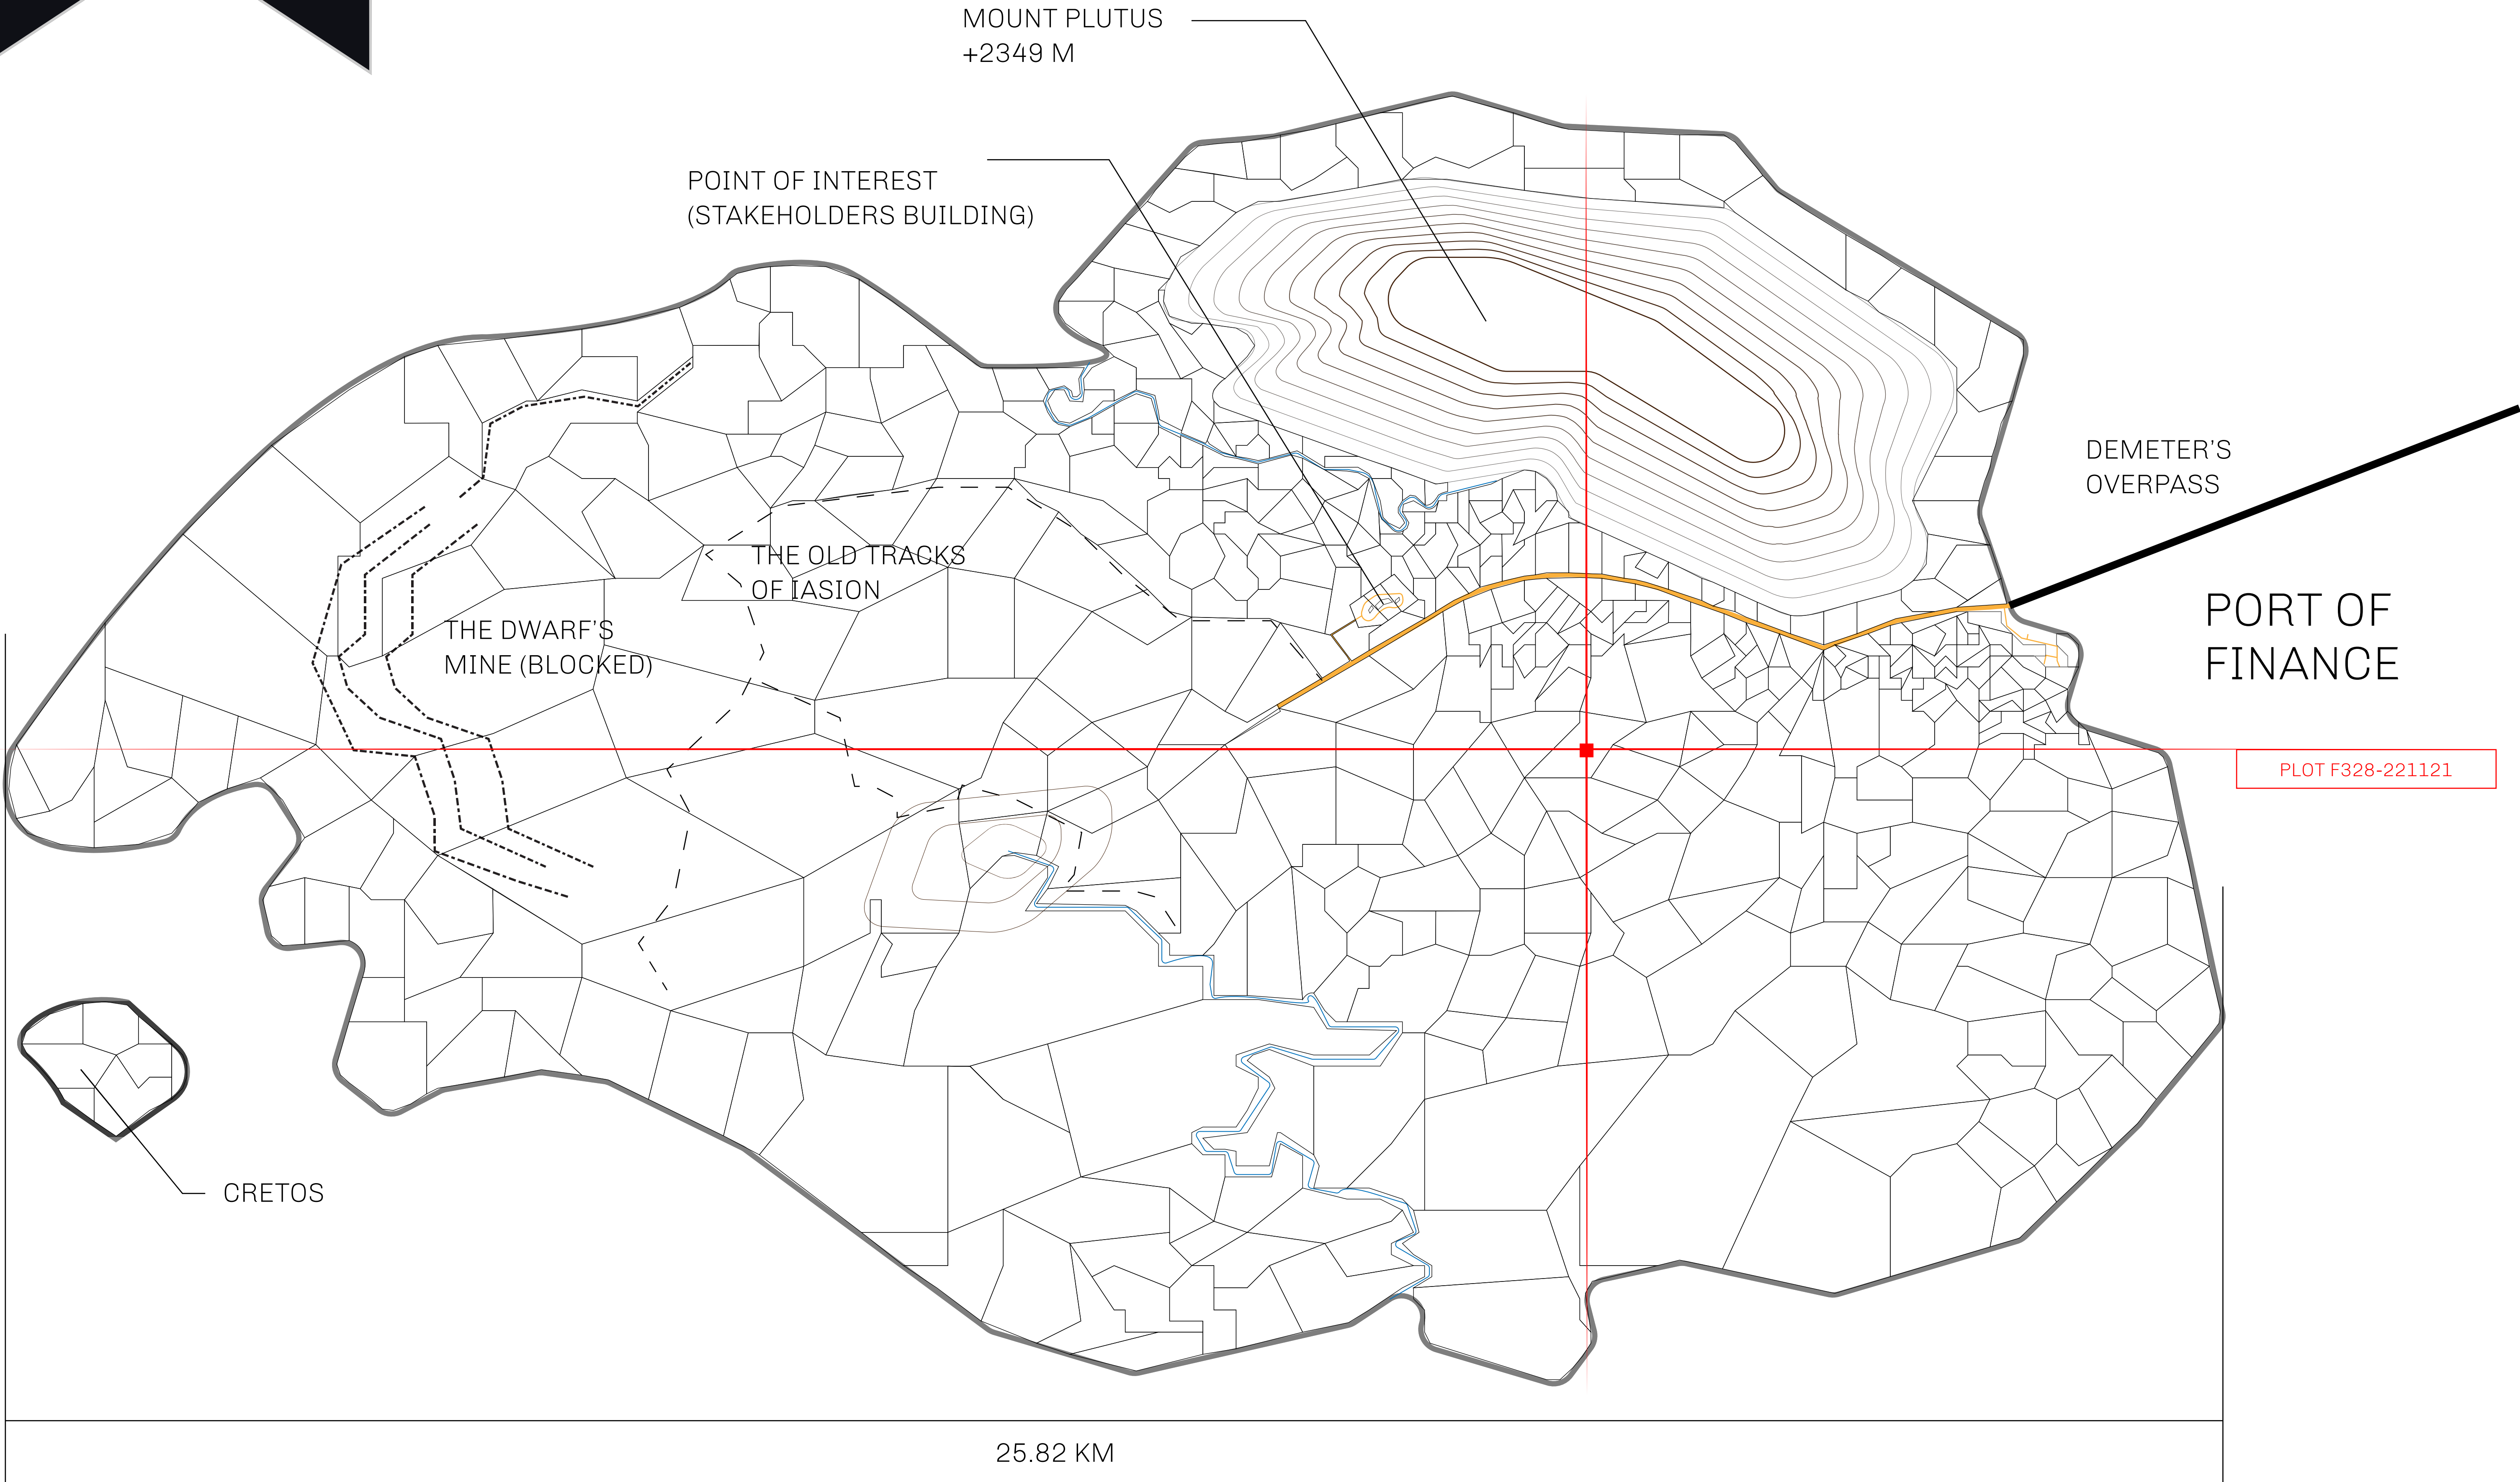 MOUNT PLUTUS
+2349 M
POINT OF INTEREST
(STAKEHOLDERS BUILDING)
DEMETER'S
OVERPASS
THE OLD TRACKS
OF IASION
PORT OF
FINANCE
THE DWARF'S
MINE (BLOCKED)
PLOT F328-221121
CRETOS
25.82 KM